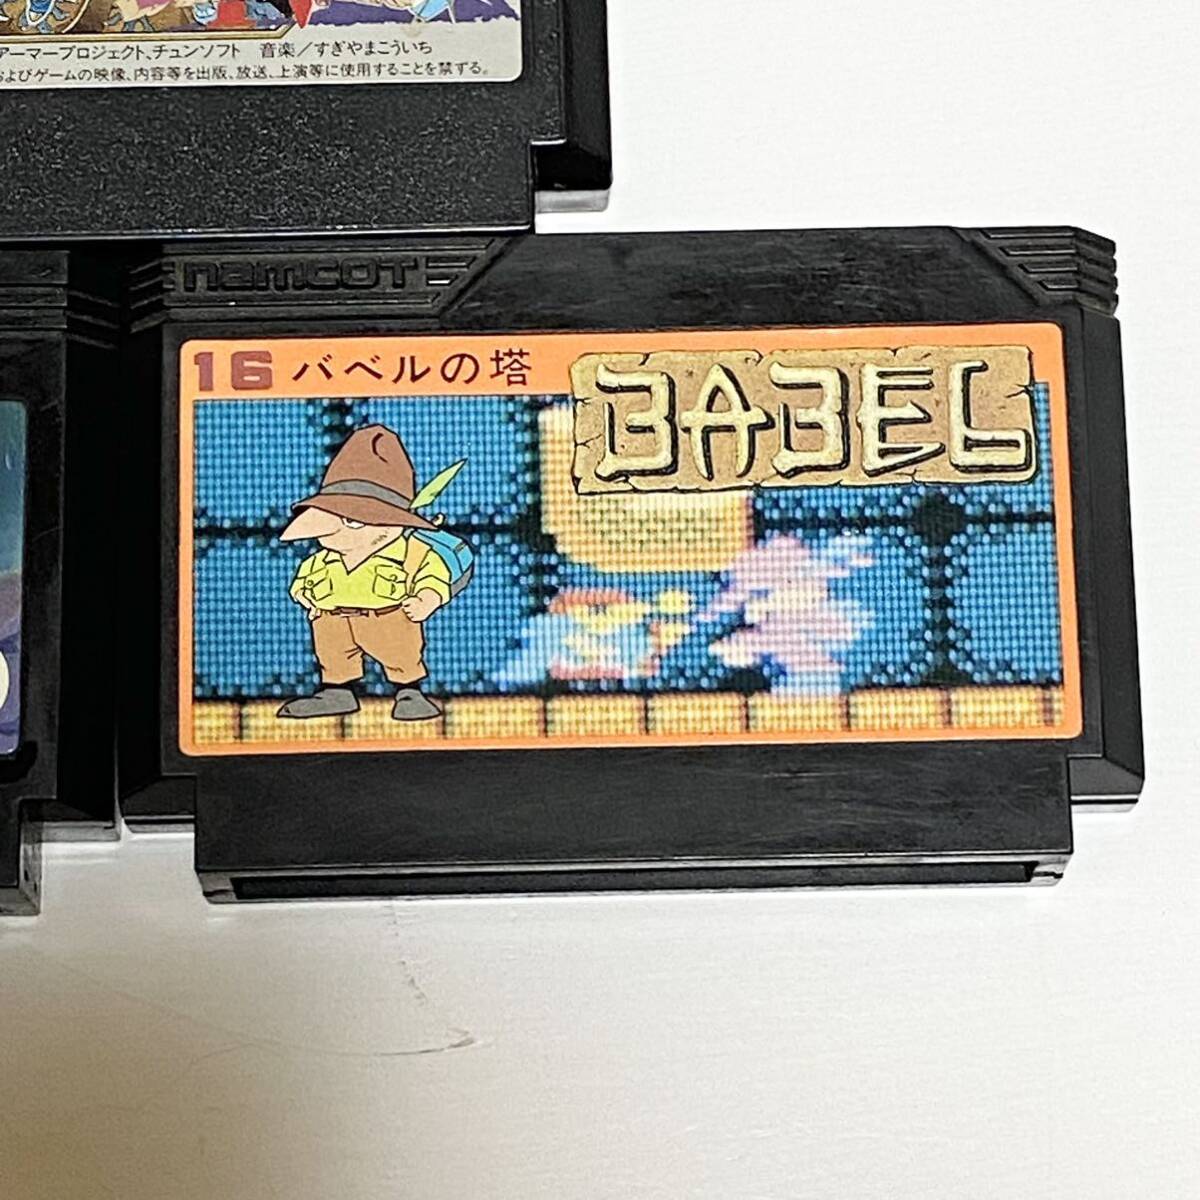 アーマープロジェクト、チュンソフト 音楽/すぎやまこういち
およびゲームの映像、内容等を出版、放送、上演等に使用することを禁ずる。
namcot
16 バベルの塔
BABEL